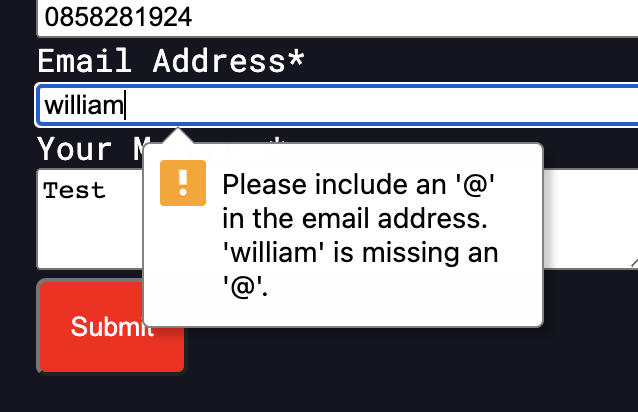 0858281924
Email Address*
william
Your M
Test
Please include an '@'
in the email address.
'william' is missing an
'@'.
Submit